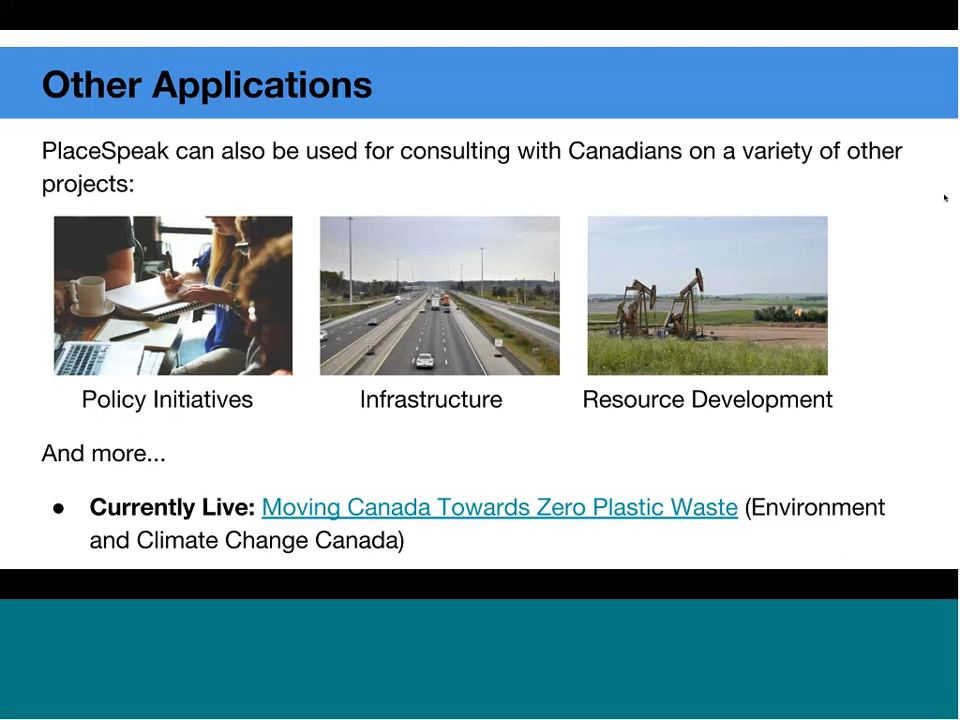 Other Applications
PlaceSpeak can also be used for consulting with Canadians on a variety of other
projects:
Policy Initiatives
Infrastructure
Resource Development
And more...
● Currently Live: Moving Canada Towards Zero Plastic Waste (Environment
and Climate Change Canada)